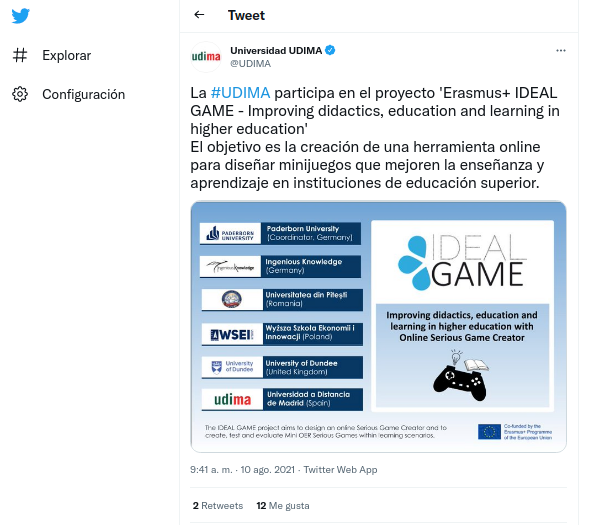 Tweet
Explorar
Configuración
udima
Universidad UDIMA
@UDIMA
La #UDIMA participa en el proyecto 'Erasmus+ IDEAL
GAME - Improving didactics, education and learning in
higher education'
El objetivo es la creación de una herramienta online
para diseñar minijuegos que mejoren la enseñanza y
aprendizaje en instituciones de educación superior.
PADERBORN
UNIVERSITY
Paderborn University
(Coordinator, Germany)
Ingenious Knowledge
Ingenious Knowledge
(Germany)
Universitatea din Pitești
(Romania)
WSEI
Wyższa Szkoła Ekonomii i
Innowacji (Poland)
University
of Dundee
University of Dundee
(United Kingdom)
udima
Universidad a Distancia
de Madrid (Spain)
IDEAL
GAME
Improving didactics, education and
learning in higher education with
Online Serious Game Creator
The IDEAL GAME project aims to design an online Serious Game Creator and to
create, test and evaluate Mini OER Serious Games within learning scenarios.
Co-funded by the
Erasmus+ Programme
of the European Union
9:41 a. m. · 10 ago. 2021 · Twitter Web App
2 Retweets 12 Me gusta